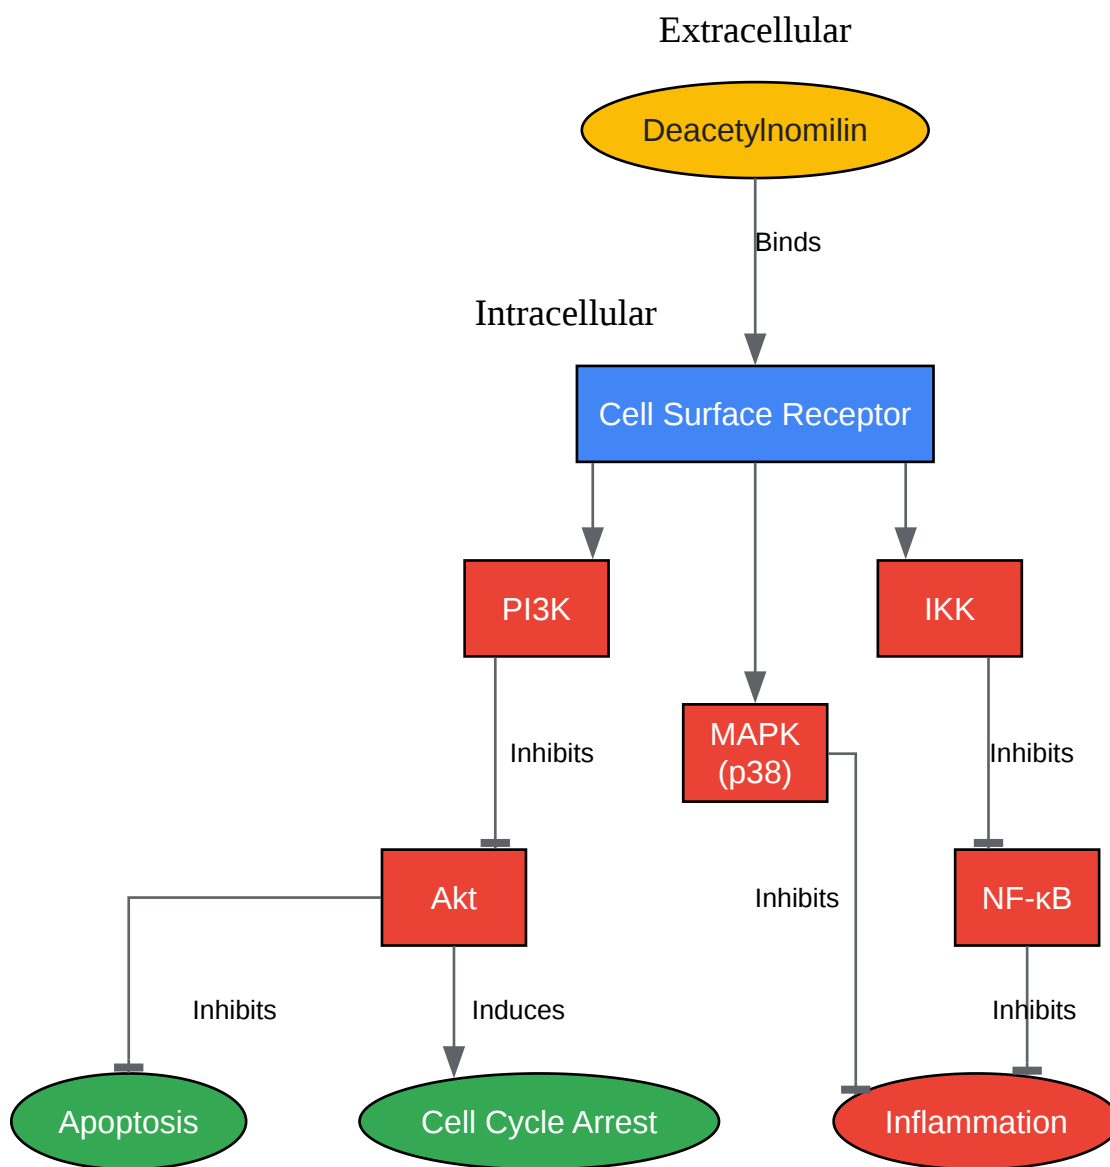 Extracellular
Deacetylnomilin
Binds
Intracellular
Cell Surface Receptor
PI3K
IKK
MAPK
(p38)
Inhibits
Inhibits
Akt
Inhibits
NF-κB
Inhibits
Induces
Inhibits
Apoptosis
Cell Cycle Arrest
Inflammation